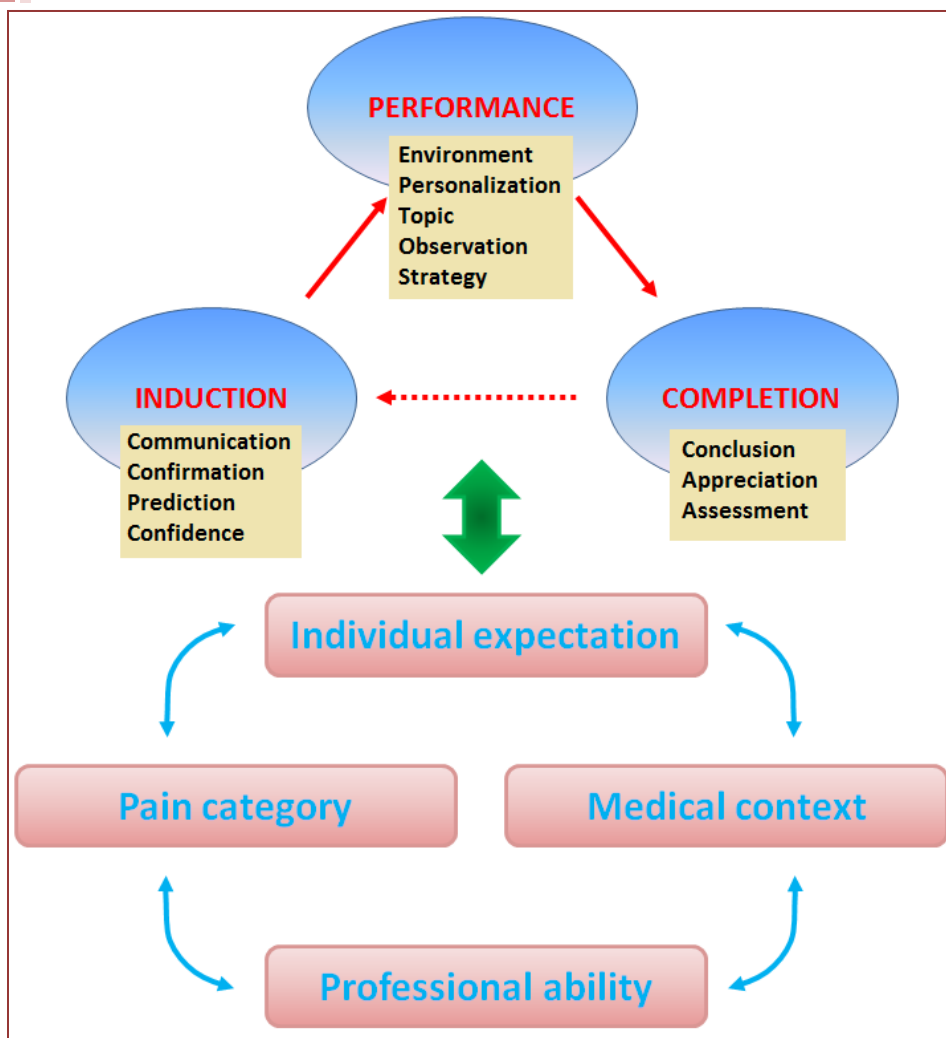 PERFORMANCE
Environment
Personalization
Topic
Observation
Strategy
INDUCTION
Communication
Confirmation
Prediction
Confidence
COMPLETION
Conclusion
Appreciation
Assessment
Individual expectation
Pain category
Medical context
Professional ability